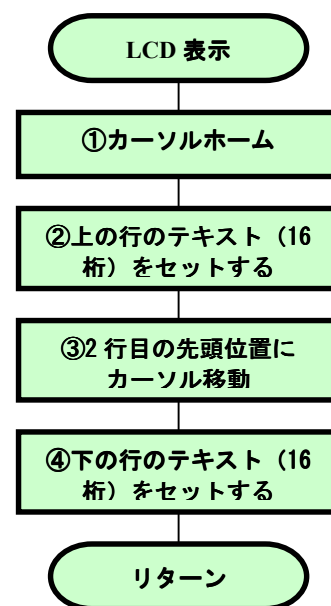 LCD 表示
①カーソルホーム
②上の行のテキスト（16
桁）をセットする
③2 行目の先頭位置に
カーソル移動
④下の行のテキスト（16
桁）をセットする
リターン